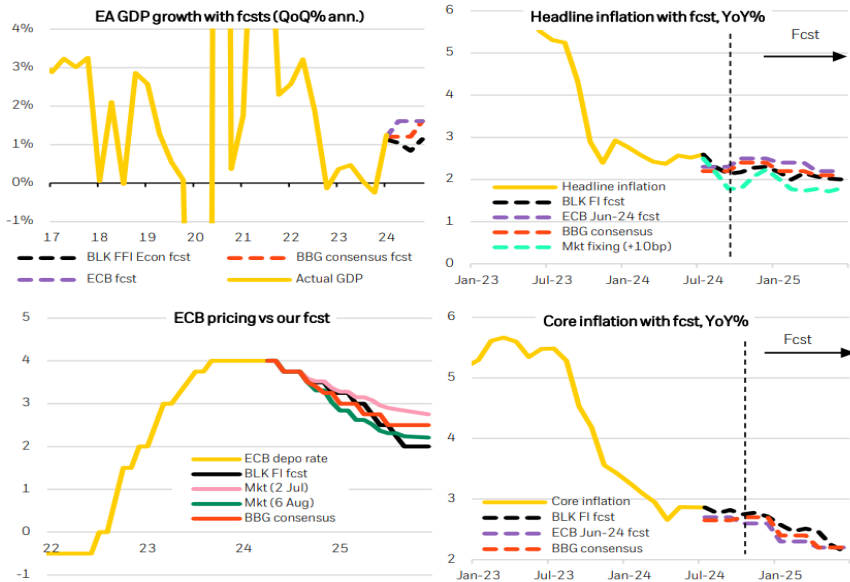 EA GDP growth with fcsts (QoQ% ann.)
4%
3%
2%
1%
0%
-1%
17 18 19 20 21 22 23 24
BLK FFI Econ fcst
BBG consensus fcst
ECB fcst
Actual GDP
Headline inflation with fcst, YoY%
6
5
4
3
2
1
0
Fcst
Headline inflation
BLK FI fcst
ECB Jun-24 fcst
BBG consensus
Mkt fixing (+10bp)
Jan-23 Jul-23 Jan-24 Jul-24 Jan-25
ECB pricing vs our fcst
5
4
3
2
1
0
-1
22 23 24 25
ECB depo rate
BLK FI fcst
Mkt (2 Jul)
Mkt (6 Aug)
BBG consensus
Core inflation with fcst, YoY%
6
5
4
3
2
Fcst
Core inflation
BLK FI fcst
ECB Jun-24 fcst
BBG consensus
Jan-23 Jul-23 Jan-24 Jul-24 Jan-25